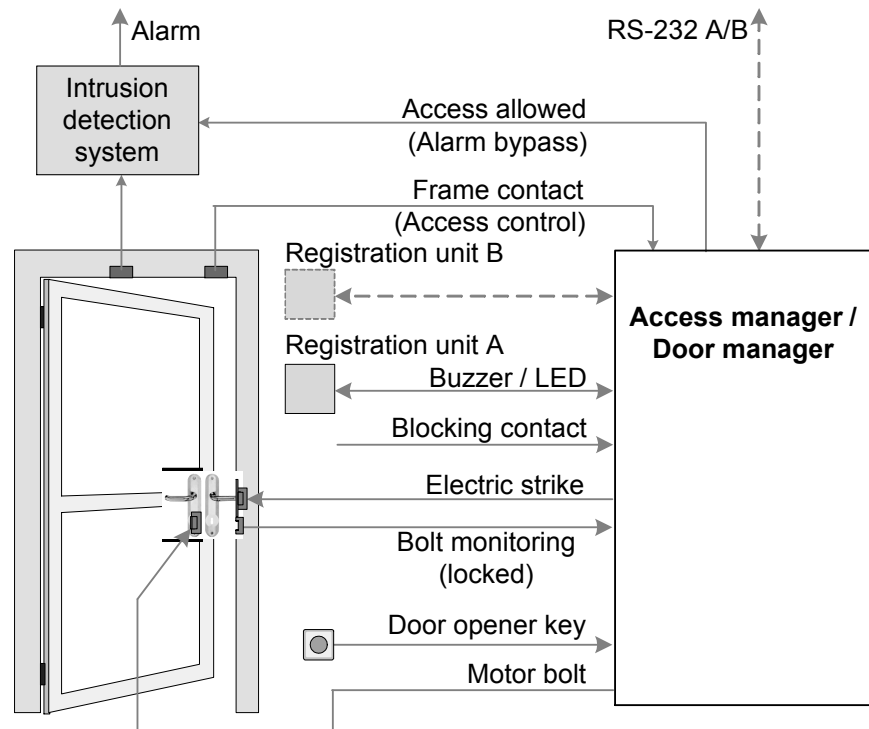 Alarm
RS-232 A/B
Intrusion
detection
system
Access allowed
(Alarm bypass)
Frame contact
(Access control)
Registration unit B
Access manager /
Door manager
Registration unit A
Buzzer / LED
Blocking contact
Electric strike
Bolt monitoring
(locked)
Door opener key
Motor bolt